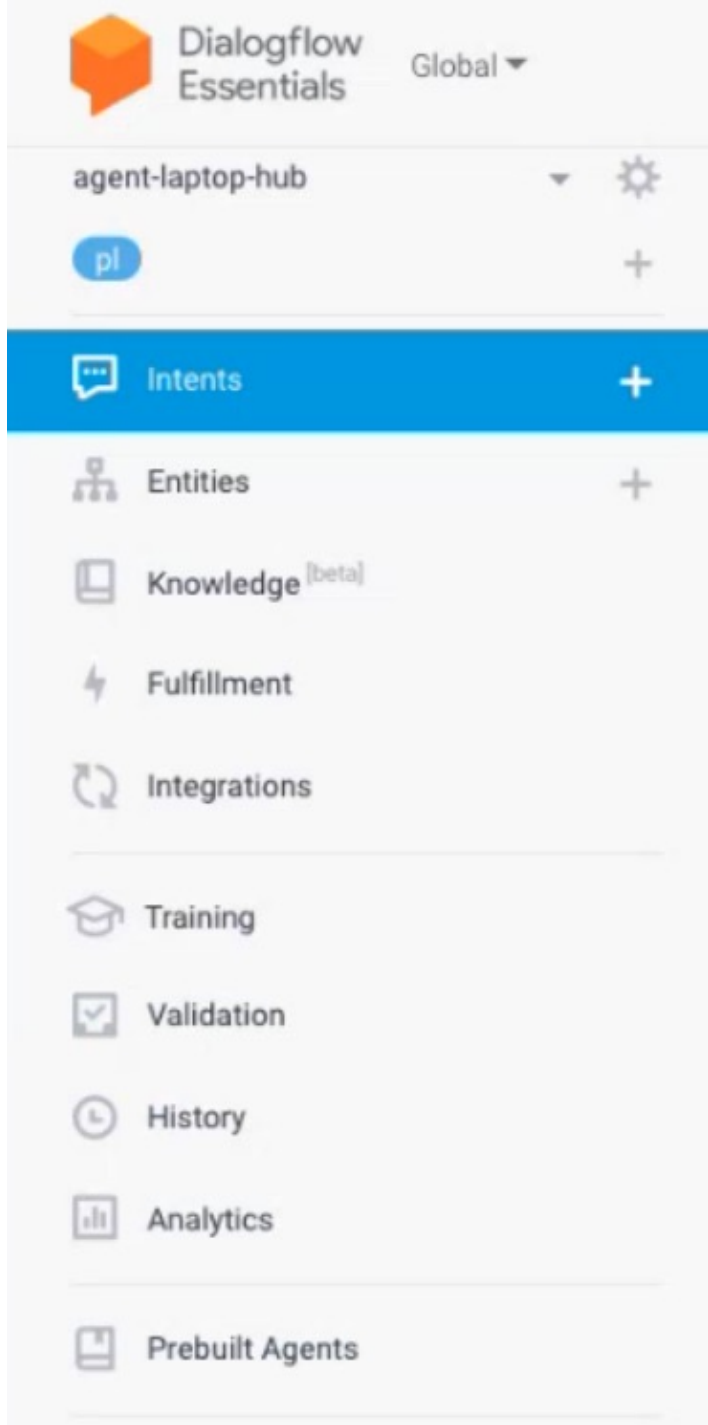 Dialogflow
Essentials
Global
agent-laptop-hub
pl
Intents
Entities
Knowledge [beta]
Fulfillment
Integrations
Training
Validation
History
Analytics
Prebuilt Agents